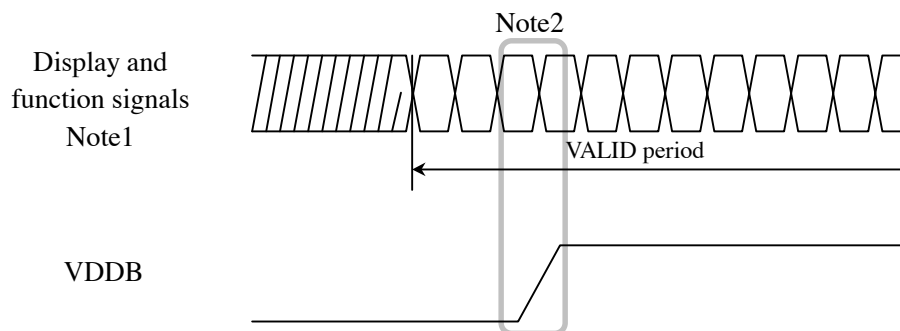 Note2
Display and
function signals
Note1
VALID period
VDDB